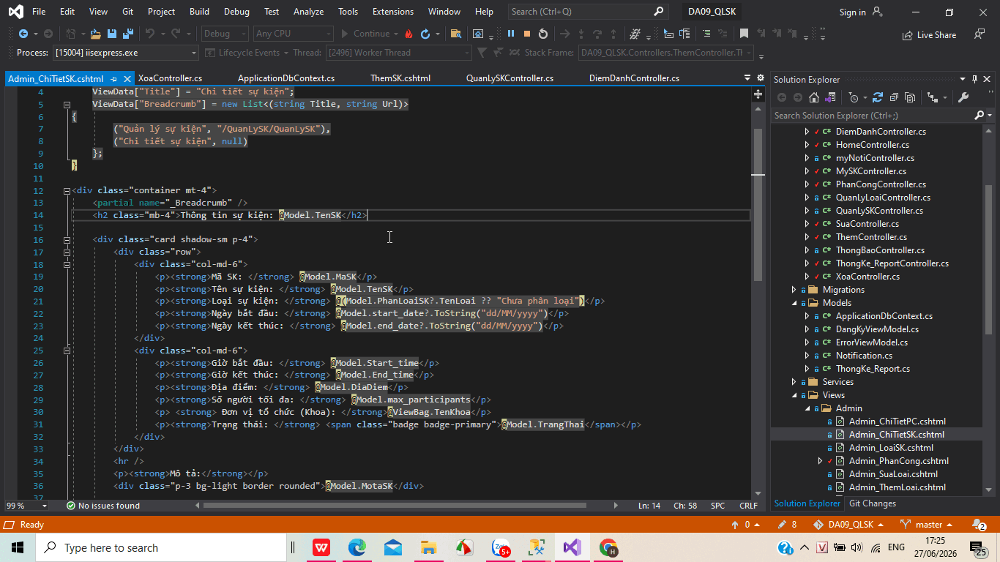 File Edit View Git Project Build Debug Test Analyze Tools Extensions Window Help Search (Ctrl+Q) DA09_QLSK Sign in
Debug Any CPU Continue Live Share
Process: [15004] iisexpress.exe Lifecycle Events Thread: [2496] Worker Thread Stack Frame: DA09_QLSK.Controllers.ThemController.Th
Admin_ChiTietSK.cshtml XoaController.cs ApplicationDbContext.cs ThemSK.cshtml QuanLySKController.cs DiemDanhController.cs
4 ViewData["Title"] = "Chi tiết sự kiện";
5 ViewData["Breadcrumb"] = new List<(string Title, string Url)>
6 {
7 ("Quản lý sự kiện", "/QuanLySK/QuanLySK"),
8 ("Chi tiết sự kiện", null)
9 };
10 }
11
12 <div class="container mt-4">
13 <partial name="_Breadcrumb" />
14 <h2 class="mb-4">Thông tin sự kiện: @Model.TenSK</h2>
15
16 <div class="card shadow-sm p-4">
17 <div class="row">
18 <div class="col-md-6">
19 <p><strong>Mã SK: </strong> @Model.MaSK</p>
20 <p><strong>Tên sự kiện: </strong> @Model.TenSK</p>
21 <p><strong>Loại sự kiện: </strong> @(Model.PhanLoaiSK?.TenLoai ?? "Chưa phân loại")</p>
22 <p><strong>Ngày bắt đầu: </strong> @Model.start_date?.ToString("dd/MM/yyyy")</p>
23 <p><strong>Ngày kết thúc: </strong> @Model.end_date?.ToString("dd/MM/yyyy")</p>
24 </div>
25 <div class="col-md-6">
26 <p><strong>Giờ bắt đầu: </strong> @Model.Start_time</p>
27 <p><strong>Giờ kết thúc: </strong> @Model.End_time</p>
28 <p><strong>Địa điểm: </strong> @Model.DiaDiem</p>
29 <p><strong>Số người tối đa: </strong> @Model.max_participants</p>
30 <p> <strong> Đơn vị tổ chức (Khoa): </strong>@ViewBag.TenKhoa</p>
31 <p><strong>Trạng thái: </strong> <span class="badge badge-primary">@Model.TrangThai</span></p>
32 </div>
33 </div>
34 <hr />
35 <p><strong>Mô tả:</strong></p>
36 <div class="p-3 bg-light border rounded">@Model.MotaSK</div>
37
99 % No issues found Ln: 14 Ch: 58 SPC CRLF
Solution Explorer
Search Solution Explorer (Ctrl+;)
C# DiemDanhController.cs
C# HomeController.cs
C# myNotiController.cs
C# MySKController.cs
C# PhanCongController.cs
C# QuanLyLoaiController.cs
C# QuanLySKController.cs
C# SuaController.cs
C# ThemController.cs
C# ThongBaoController.cs
C# ThongKe_ReportController.cs
C# XoaController.cs
Migrations
Models
C# ApplicationDbContext.cs
C# DangKyViewModel.cs
C# ErrorViewModel.cs
C# Notification.cs
C# ThongKe_Report.cs
Services
Views
Admin
Admin_ChiTietPC.cshtml
Admin_ChiTietSK.cshtml
Admin_LoaiSK.cshtml
Admin_PhanCong.cshtml
Admin_SuaLoai.cshtml
Admin_ThemLoai.cshtml
Solution Explorer Git Changes
Ready 0 8 DA09_QLSK master 2
Type here to search W Zalo 5+ H V ENG 17:25
27/06/2026 25